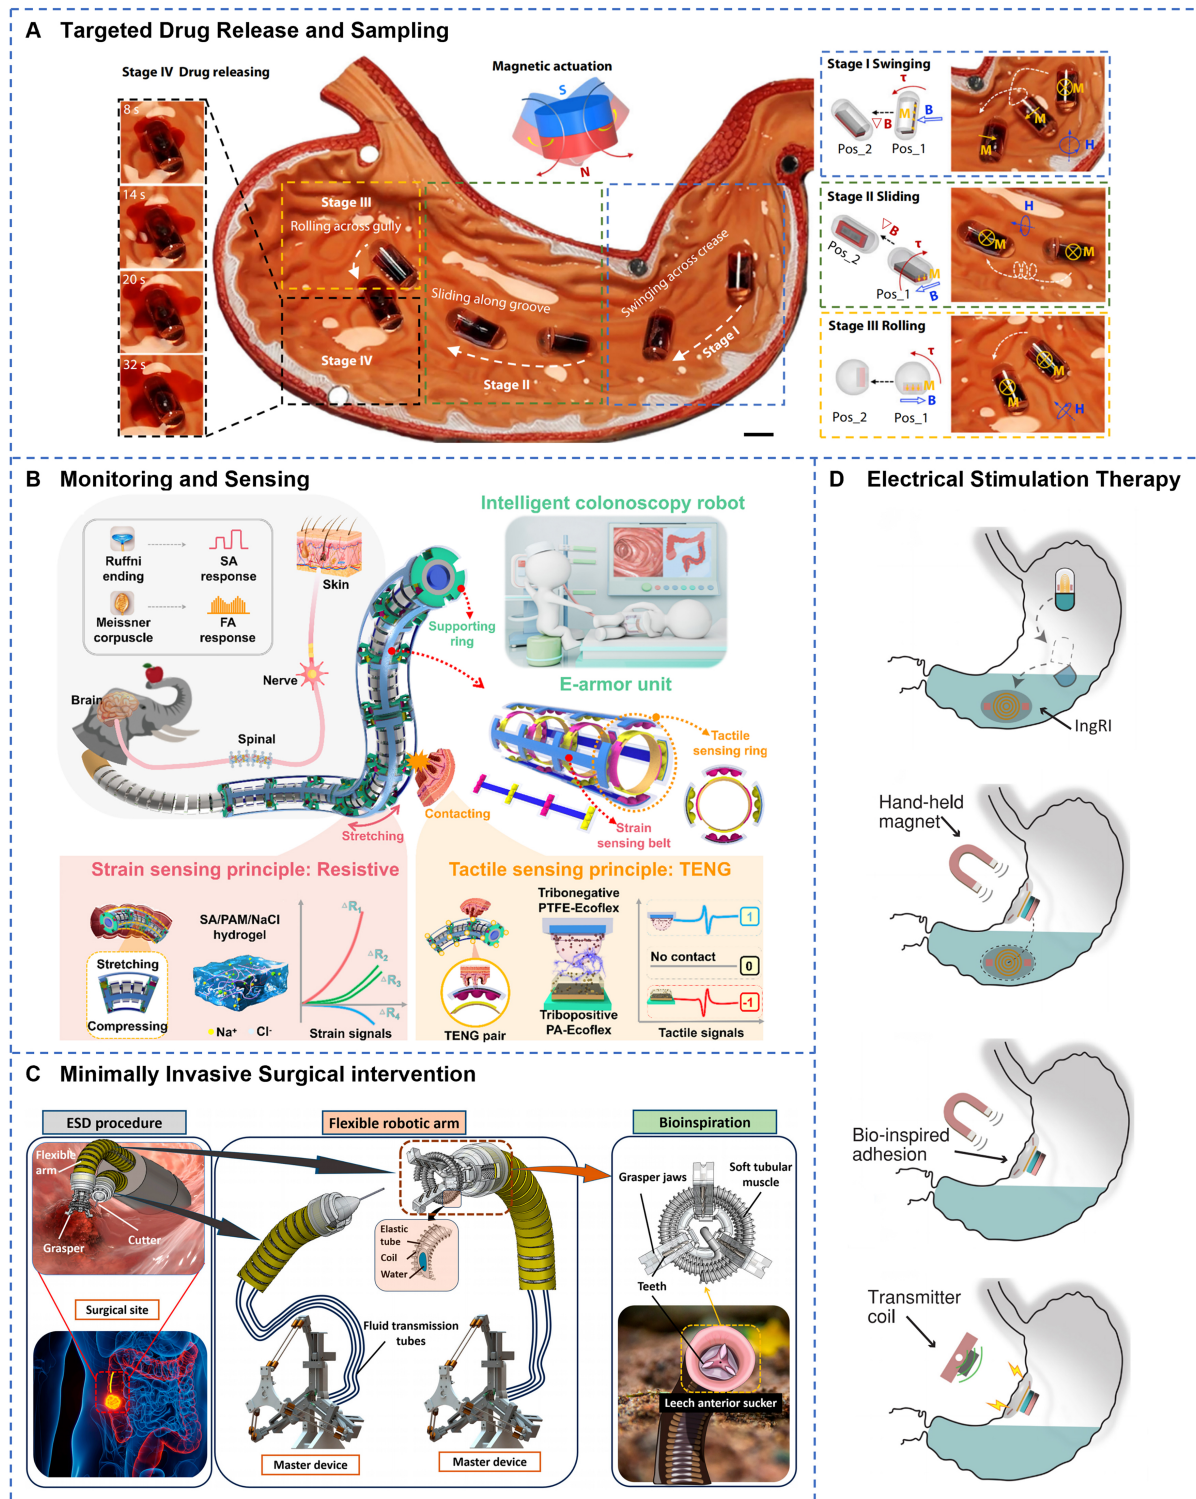 A Targeted Drug Release and Sampling
Stage IV Drug releasing
8 s
14 s
20 s
32 s
Magnetic actuation
S
N
Stage III
Rolling across gully
Stage IV
Sliding along groove
Stage II
Swinging across crease
Stage I
Stage I Swinging
τ
M
B
▽B
Pos_2
Pos_1
M
M
M
H
Stage II Sliding
▽B
τ
Pos_2
M
Pos_1
B
H
M
M
Stage III Rolling
τ
M
B
Pos_2
Pos_1
M
M
H
B Monitoring and Sensing
Ruffni
ending
SA
response
Meissner
corpuscle
FA
response
Skin
Nerve
Brain
Spinal
Supporting
ring
Intelligent colonoscopy robot
E-armor unit
Tactile
sensing ring
Strain
sensing belt
Contacting
Stretching
Strain sensing principle: Resistive
Stretching
Compressing
SA/PAM/NaCl
hydrogel
Na⁺
Cl⁻
△R₁
△R₂
△R₃
△R₄
Strain signals
Tactile sensing principle: TENG
TENG pair
Tribonegative
PTFE-Ecoflex
Tribopositive
PA-Ecoflex
1
No contact
0
-1
Tactile signals
C Minimally Invasive Surgical intervention
ESD procedure
Flexible
arm
Grasper
Cutter
Surgical site
Flexible robotic arm
Elastic
tube
Coil
Water
Fluid transmission
tubes
Master device
Master device
Bioinspiration
Grasper jaws
Soft tubular
muscle
Teeth
Leech anterior sucker
D Electrical Stimulation Therapy
IngRI
Hand-held
magnet
Bio-inspired
adhesion
Transmitter
coil